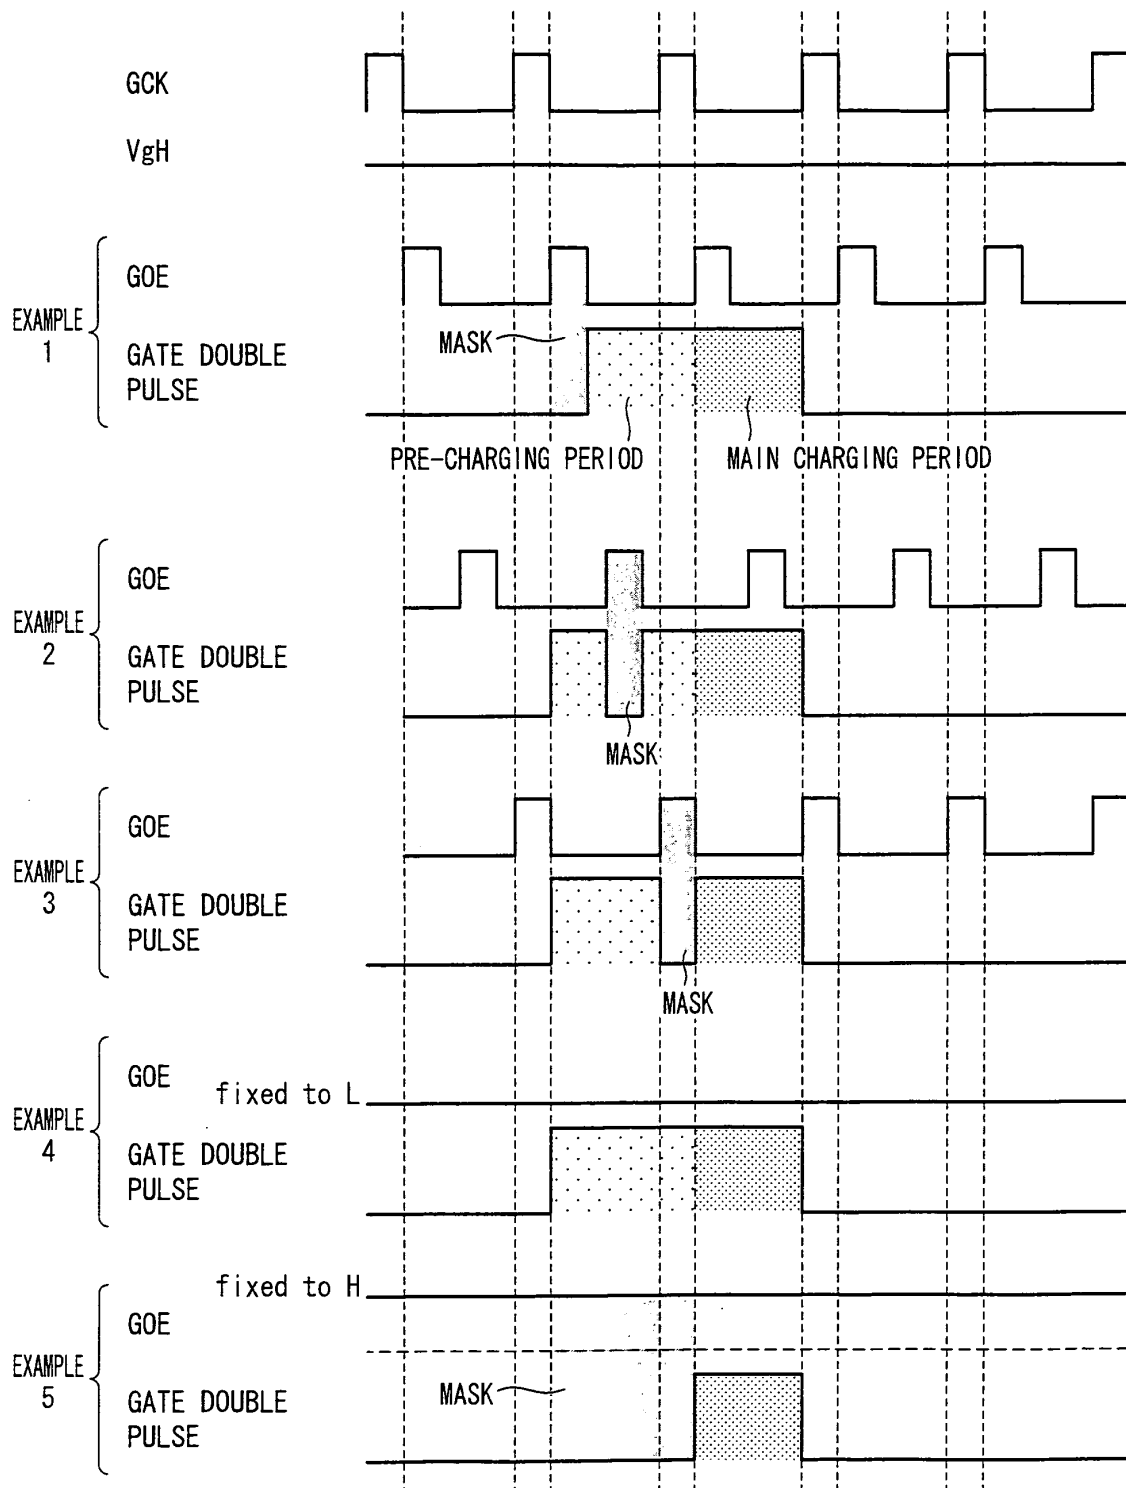 GCK
VgH
EXAMPLE
1
GOE
GATE DOUBLE
PULSE
MASK
PRE-CHARGING PERIOD
MAIN CHARGING PERIOD
EXAMPLE
2
GOE
GATE DOUBLE
PULSE
MASK
EXAMPLE
3
GOE
GATE DOUBLE
PULSE
MASK
EXAMPLE
4
GOE
fixed to L
GATE DOUBLE
PULSE
EXAMPLE
5
fixed to H
GOE
GATE DOUBLE
PULSE
MASK